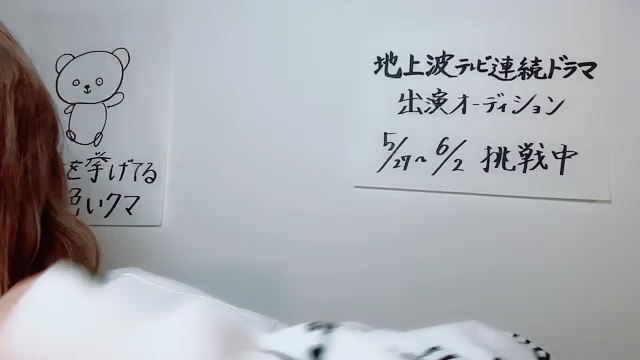 を挙げてる
いクマ
地上波テレビ連続ドラマ
出演オーディション
5/27〜6/2 挑戦中